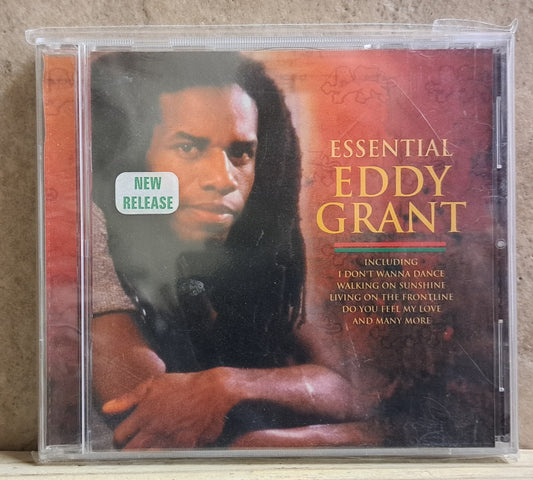 NEW
RELEASE
ESSENTIAL
EDDY
GRANT
INCLUDING
I DON'T WANNA DANCE
WALKING ON SUNSHINE
LIVING ON THE FRONTLINE
DO YOU FEEL MY LOVE
AND MANY MORE